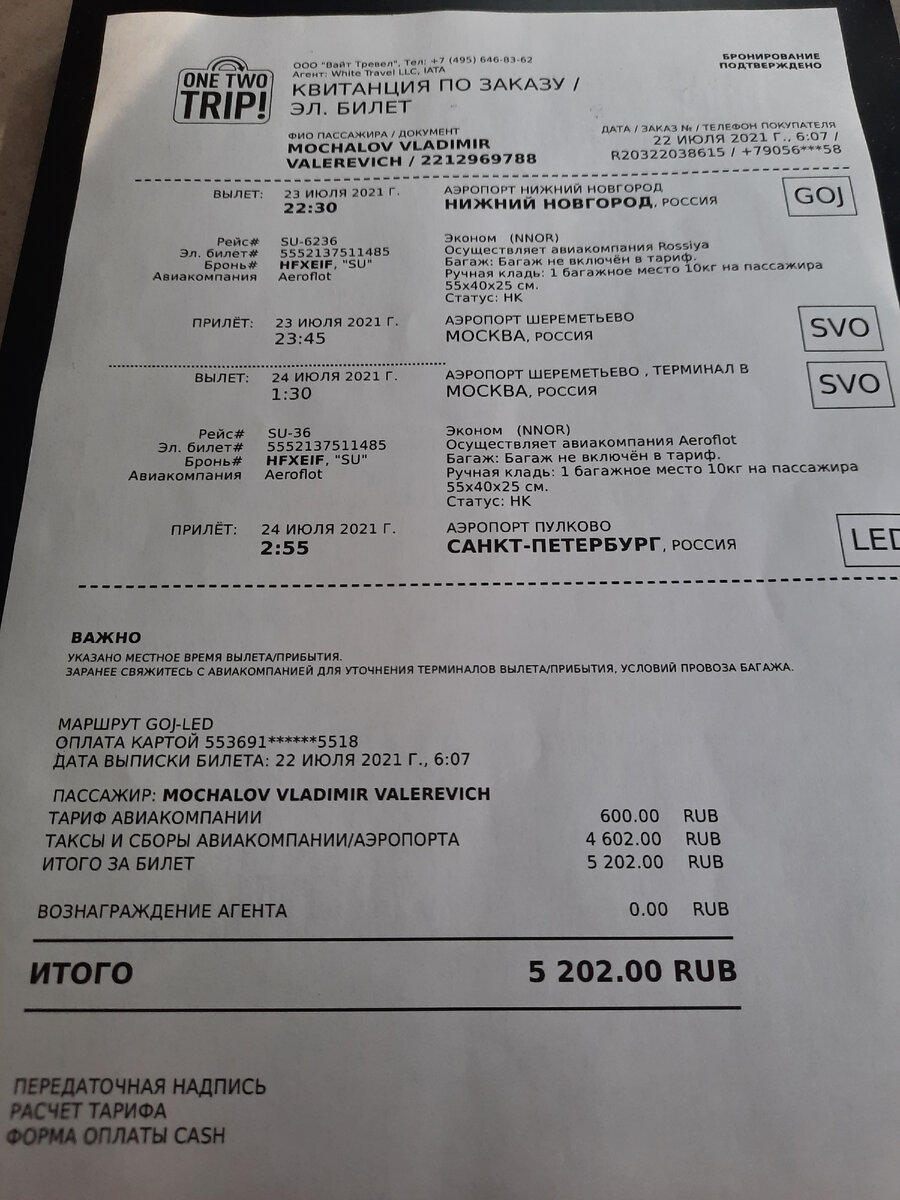 ONE TWO
TRIP!
ООО "Вайт Тревел", Тел: +7 (495) 646-83-62
Агент: White Travel LLC, IATA
КВИТАНЦИЯ ПО ЗАКАЗУ /
ЭЛ. БИЛЕТ
БРОНИРОВАНИЕ
ПОДТВЕРЖДЕНО
ФИО ПАССАЖИРА / ДОКУМЕНТ
MOCHALOV VLADIMIR
VALEREVICH / 2212969788
ДАТА / ЗАКАЗ № / ТЕЛЕФОН ПОКУПАТЕЛЯ
22 ИЮЛЯ 2021 Г., 6:07 /
R20322038615 / +79056***58
ВЫЛЕТ: 23 ИЮЛЯ 2021 Г. АЭРОПОРТ НИЖНИЙ НОВГОРОД
22:30 НИЖНИЙ НОВГОРОД, РОССИЯ GOJ
Рейс# SU-6236 Эконом (NNOR)
Эл. билет# 5552137511485 Осуществляет авиакомпания Rossiya
Бронь# HFXEIF, "SU" Багаж: Багаж не включён в тариф.
Авиакомпания Aeroflot Ручная кладь: 1 багажное место 10кг на пассажира
55x40x25 см.
Статус: HK
ПРИЛЁТ: 23 ИЮЛЯ 2021 Г. АЭРОПОРТ ШЕРЕМЕТЬЕВО
23:45 МОСКВА, РОССИЯ SVO
ВЫЛЕТ: 24 ИЮЛЯ 2021 Г. АЭРОПОРТ ШЕРЕМЕТЬЕВО , ТЕРМИНАЛ B
1:30 МОСКВА, РОССИЯ SVO
Рейс# SU-36 Эконом (NNOR)
Эл. билет# 5552137511485 Осуществляет авиакомпания Aeroflot
Бронь# HFXEIF, "SU" Багаж: Багаж не включён в тариф.
Авиакомпания Aeroflot Ручная кладь: 1 багажное место 10кг на пассажира
55x40x25 см.
Статус: HK
ПРИЛЁТ: 24 ИЮЛЯ 2021 Г. АЭРОПОРТ ПУЛКОВО
2:55 САНКТ-ПЕТЕРБУРГ, РОССИЯ LED
ВАЖНО
УКАЗАНО МЕСТНОЕ ВРЕМЯ ВЫЛЕТА/ПРИБЫТИЯ.
ЗАРАНЕЕ СВЯЖИТЕСЬ С АВИАКОМПАНИЕЙ ДЛЯ УТОЧНЕНИЯ ТЕРМИНАЛОВ ВЫЛЕТА/ПРИБЫТИЯ, УСЛОВИЙ ПРОВОЗА БАГАЖА.
МАРШРУТ GOJ-LED
ОПЛАТА КАРТОЙ 553691******5518
ДАТА ВЫПИСКИ БИЛЕТА: 22 ИЮЛЯ 2021 Г., 6:07
ПАССАЖИР: MOCHALOV VLADIMIR VALEREVICH
ТАРИФ АВИАКОМПАНИИ 600.00 RUB
ТАКСЫ И СБОРЫ АВИАКОМПАНИИ/АЭРОПОРТА 4 602.00 RUB
ИТОГО ЗА БИЛЕТ 5 202.00 RUB
ВОЗНАГРАЖДЕНИЕ АГЕНТА 0.00 RUB
ИТОГО 5 202.00 RUB
ПЕРЕДАТОЧНАЯ НАДПИСЬ
РАСЧЕТ ТАРИФА
ФОРМА ОПЛАТЫ CASH